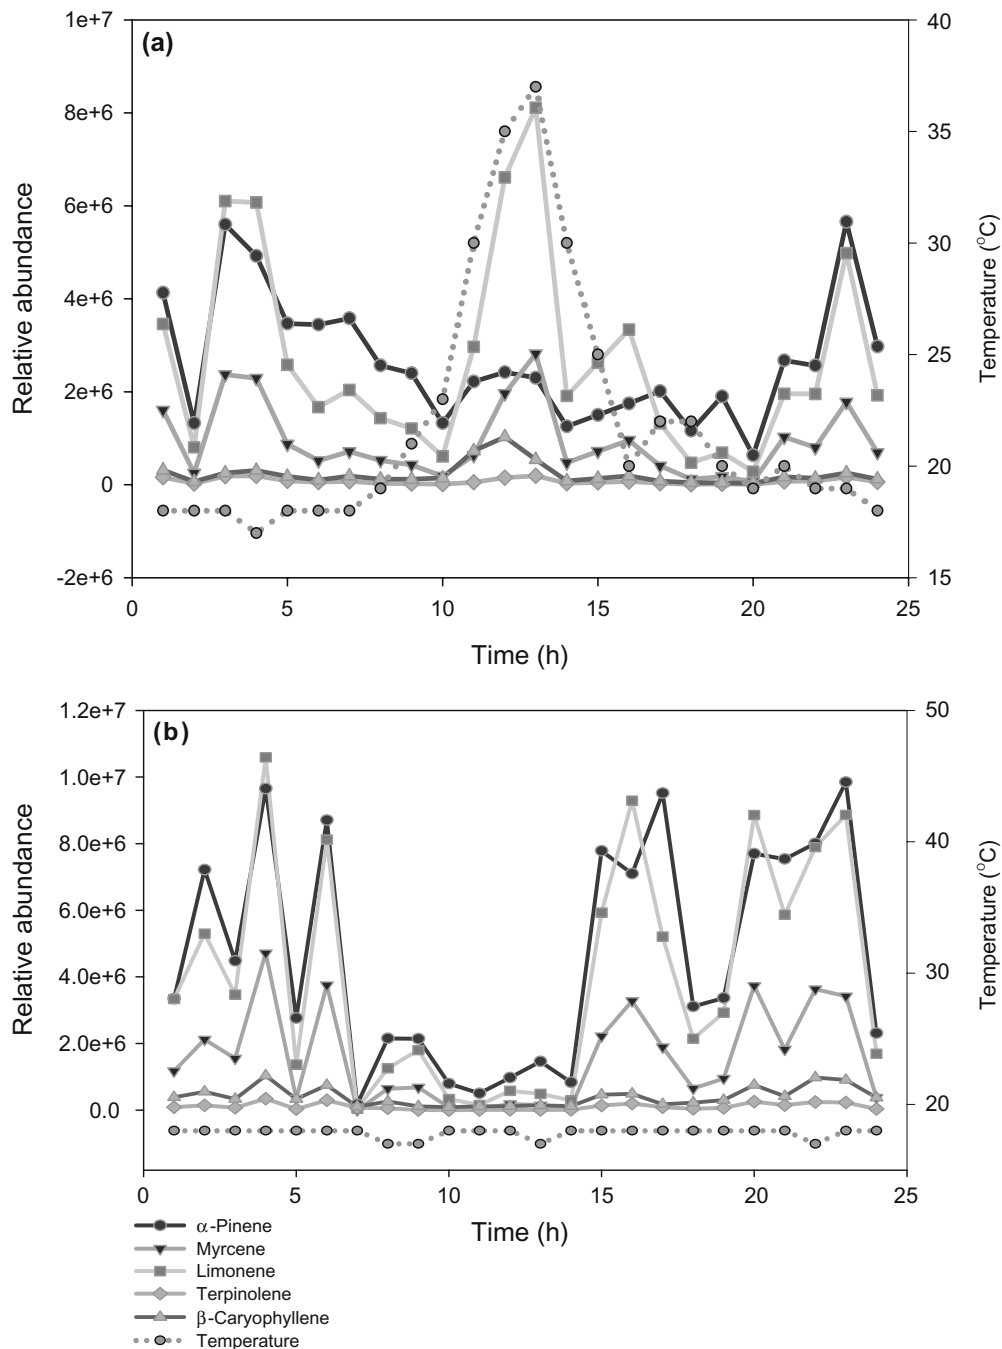 (a)
1e+7
8e+6
6e+6
4e+6
2e+6
0
-2e+6
Relative abundance
40
35
30
25
20
15
Temperature (°C)
0 5 10 15 20 25
Time (h)
(b)
1.2e+7
1.0e+7
8.0e+6
6.0e+6
4.0e+6
2.0e+6
0.0
Relative abundance
50
40
30
20
Temperature (°C)
0 5 10 15 20 25
Time (h)
α-Pinene
Myrcene
Limonene
Terpinolene
β-Caryophyllene
Temperature